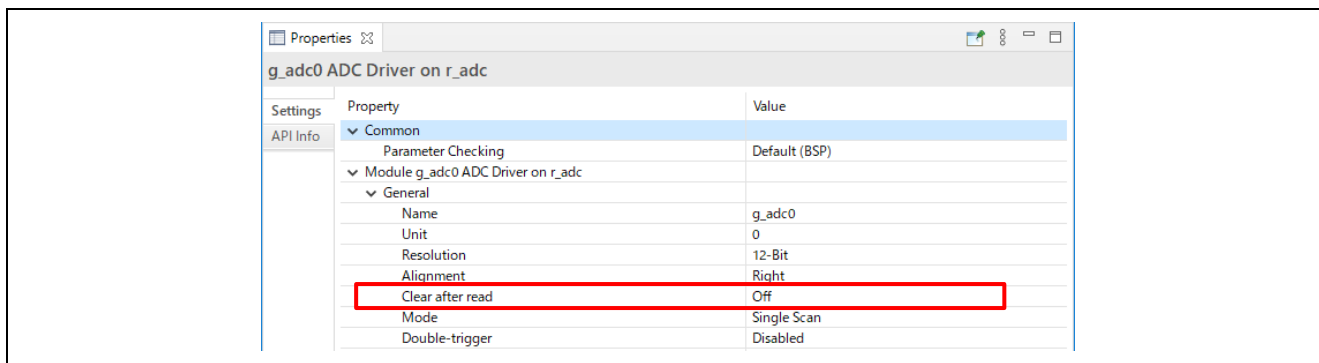 Properties
g_adc0 ADC Driver on r_adc
Settings
API Info
Property Value
Common
Parameter Checking Default (BSP)
Module g_adc0 ADC Driver on r_adc
General
Name g_adc0
Unit 0
Resolution 12-Bit
Alignment Right
Clear after read Off
Mode Single Scan
Double-trigger Disabled